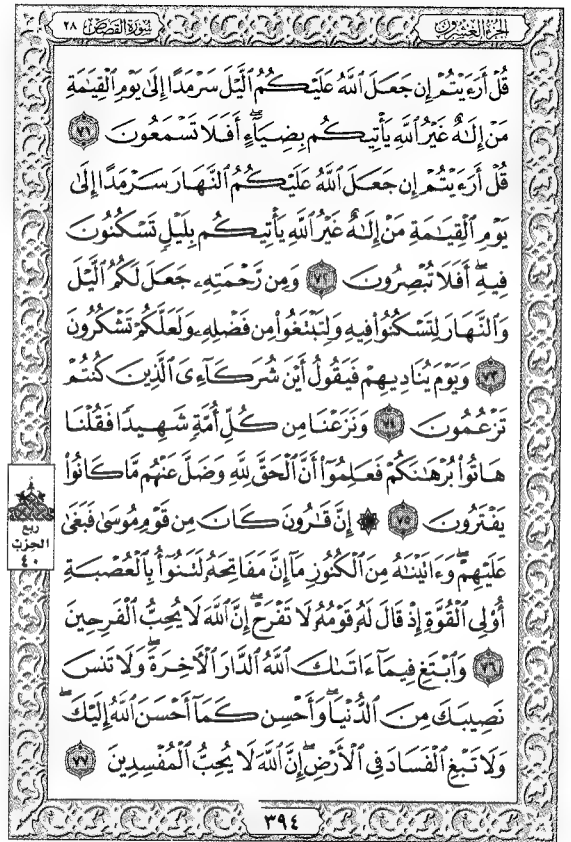 الجزء العشرون
سورة القصص ٢٨
قُلْ أَرَءَيْتُمْ إِن جَعَلَ ٱللَّهُ عَلَيْكُمُ ٱلَّيْلَ سَرْمَدًا إِلَىٰ يَوْمِ ٱلْقِيَٰمَةِ
مَنْ إِلَٰهٌ غَيْرُ ٱللَّهِ يَأْتِيكُم بِضِيَآءٍ ۖ أَفَلَا تَسْمَعُونَ ٧١
قُلْ أَرَءَيْتُمْ إِن جَعَلَ ٱللَّهُ عَلَيْكُمُ ٱلنَّهَارَ سَرْمَدًا إِلَىٰ
يَوْمِ ٱلْقِيَٰمَةِ مَنْ إِلَٰهٌ غَيْرُ ٱللَّهِ يَأْتِيكُم بِلَيْلٍ تَسْكُنُونَ
فِيهِ ۖ أَفَلَا تُبْصِرُونَ ٧٢ وَمِن رَّحْمَتِهِۦ جَعَلَ لَكُمُ ٱلَّيْلَ
وَٱلنَّهَارَ لِتَسْكُنُوا۟ فِيهِ وَلِتَبْتَغُوا۟ مِن فَضْلِهِۦ وَلَعَلَّكُمْ تَشْكُرُونَ
٧٣ وَيَوْمَ يُنَادِيهِمْ فَيَقُولُ أَيْنَ شُرَكَآءِىَ ٱلَّذِينَ كُنتُمْ
تَزْعُمُونَ ٧٤ وَنَزَعْنَا مِن كُلِّ أُمَّةٍ شَهِيدًا فَقُلْنَا
هَاتُوا۟ بُرْهَٰنَكُمْ فَعَلِمُوٓا۟ أَنَّ ٱلْحَقَّ لِلَّهِ وَضَلَّ عَنْهُم مَّا كَانُوا۟
يَفْتَرُونَ ٧٥ ۞ إِنَّ قَٰرُونَ كَانَ مِن قَوْمِ مُوسَىٰ فَبَغَىٰ
عَلَيْهِمْ ۖ وَءَاتَيْنَٰهُ مِنَ ٱلْكُنُوزِ مَآ إِنَّ مَفَاتِحَهُۥ لَتَنُوٓأُ بِٱلْعُصْبَةِ
أُو۟لِى ٱلْقُوَّةِ إِذْ قَالَ لَهُۥ قَوْمُهُۥ لَا تَفْرَحْ ۖ إِنَّ ٱللَّهَ لَا يُحِبُّ ٱلْفَرِحِينَ
٧٦ وَٱبْتَغِ فِيمَآ ءَاتَىٰكَ ٱللَّهُ ٱلدَّارَ ٱلْءَاخِرَةَ ۖ وَلَا تَنسَ
نَصِيبَكَ مِنَ ٱلدُّنْيَا ۖ وَأَحْسِن كَمَآ أَحْسَنَ ٱللَّهُ إِلَيْكَ ۖ
وَلَا تَبْغِ ٱلْفَسَادَ فِى ٱلْأَرْضِ ۖ إِنَّ ٱللَّهَ لَا يُحِبُّ ٱلْمُفْسِدِينَ ٧٧
ربع
الحزب
٤٠
٣٩٤